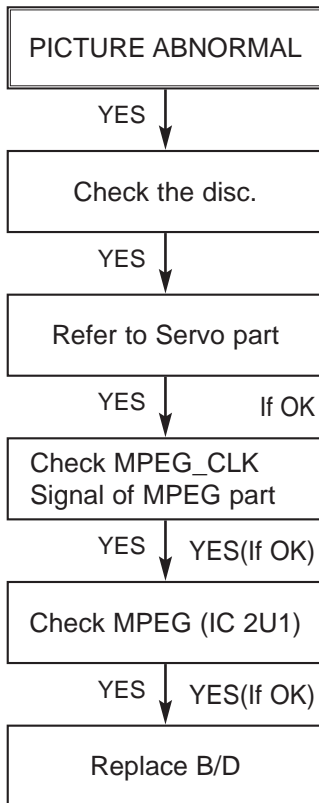 PICTURE ABNORMAL
YES
Check the disc.
YES
Refer to Servo part
YES
If OK
Check MPEG_CLK
Signal of MPEG part
YES YES(If OK)
Check MPEG (IC 2U1)
YES YES(If OK)
Replace B/D